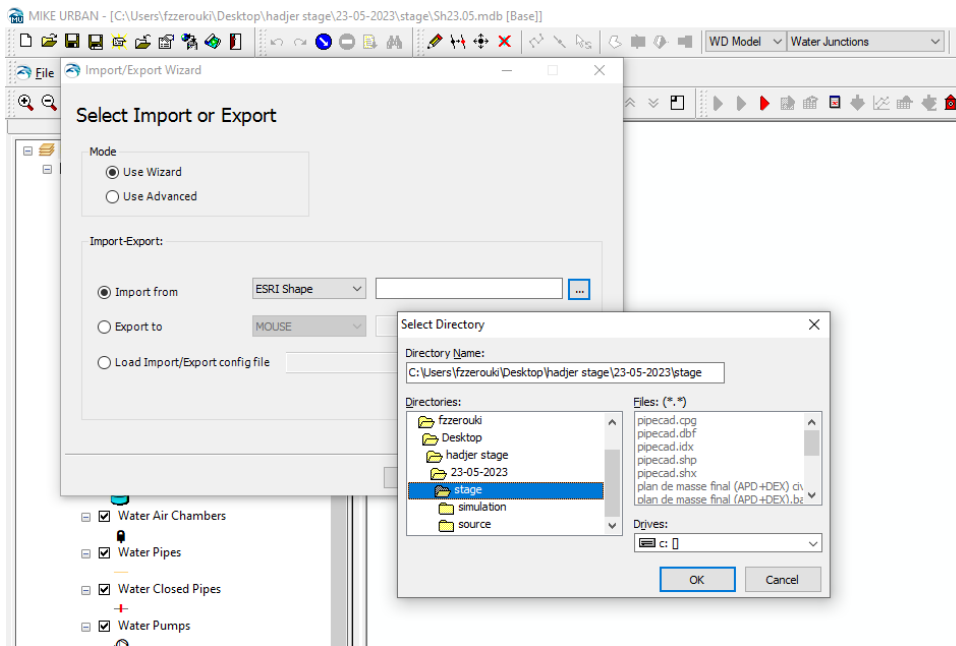 MIKE URBAN - [C:\Users\fzzerouki\Desktop\hadjer stage\23-05-2023\stage\Sh23.05.mdb [Base]]
WD Model Water Junctions
File Import/Export Wizard
Select Import or Export
Mode
Use Wizard
Use Advanced
Import-Export:
Import from ESRI Shape ...
Export to MOUSE
Load Import/Export config file
Select Directory
Directory Name:
C:\Users\fzzerouki\Desktop\hadjer stage\23-05-2023\stage
Directories:
fzzerouki
Desktop
hadjer stage
23-05-2023
stage
simulation
source
Files: (*.*)
pipecad.cpg
pipecad.dbf
pipecad.idx
pipecad.shp
pipecad.shx
plan de masse final (APD+DEX) civ
plan de masse final (APD+DEX).ba
Drives:
c: []
OK Cancel
Water Air Chambers
Water Pipes
Water Closed Pipes
Water Pumps